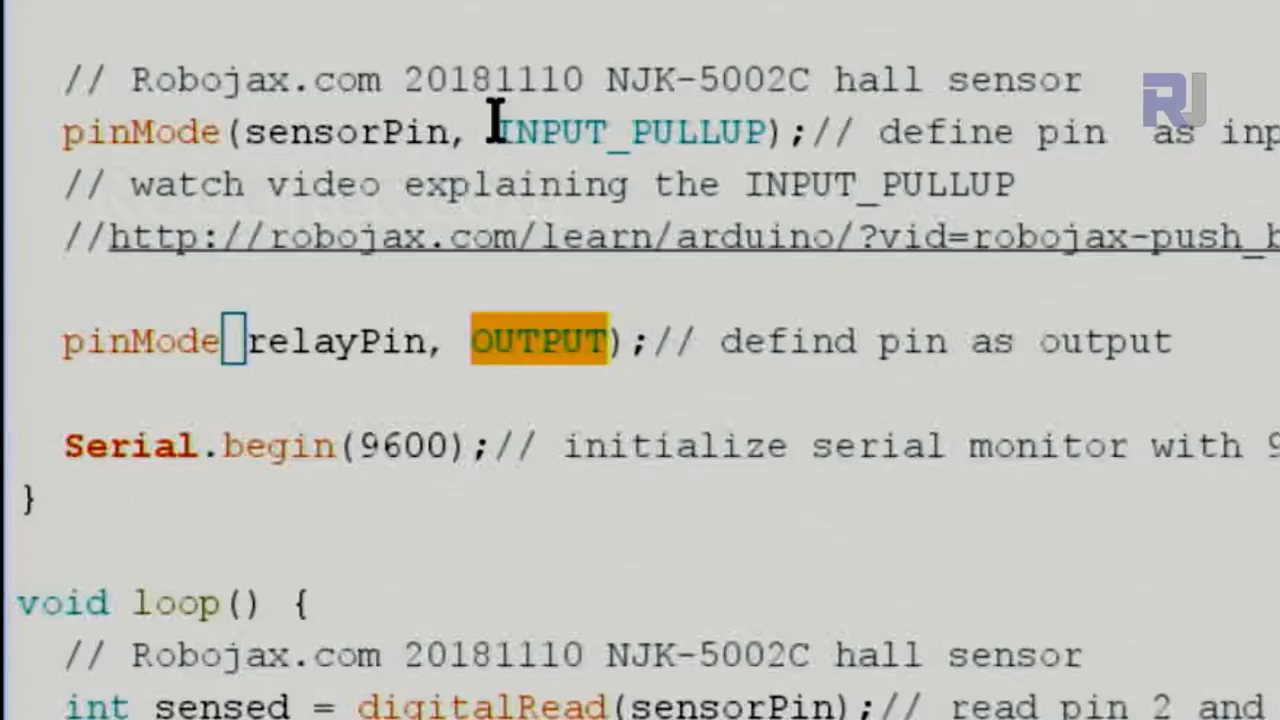 RJ
// Robojax.com 20181110 NJK-5002C hall sensor
pinMode(sensorPin, INPUT_PULLUP);// define pin  as inp
// watch video explaining the INPUT_PULLUP
//http://robojax.com/learn/arduino/?vid=robojax-push_b
pinMode(relayPin, OUTPUT);// defind pin as output
Serial.begin(9600);// initialize serial monitor with 9
}
void loop() {
// Robojax.com 20181110 NJK-5002C hall sensor
int sensed = digitalRead(sensorPin);// read pin 2 and